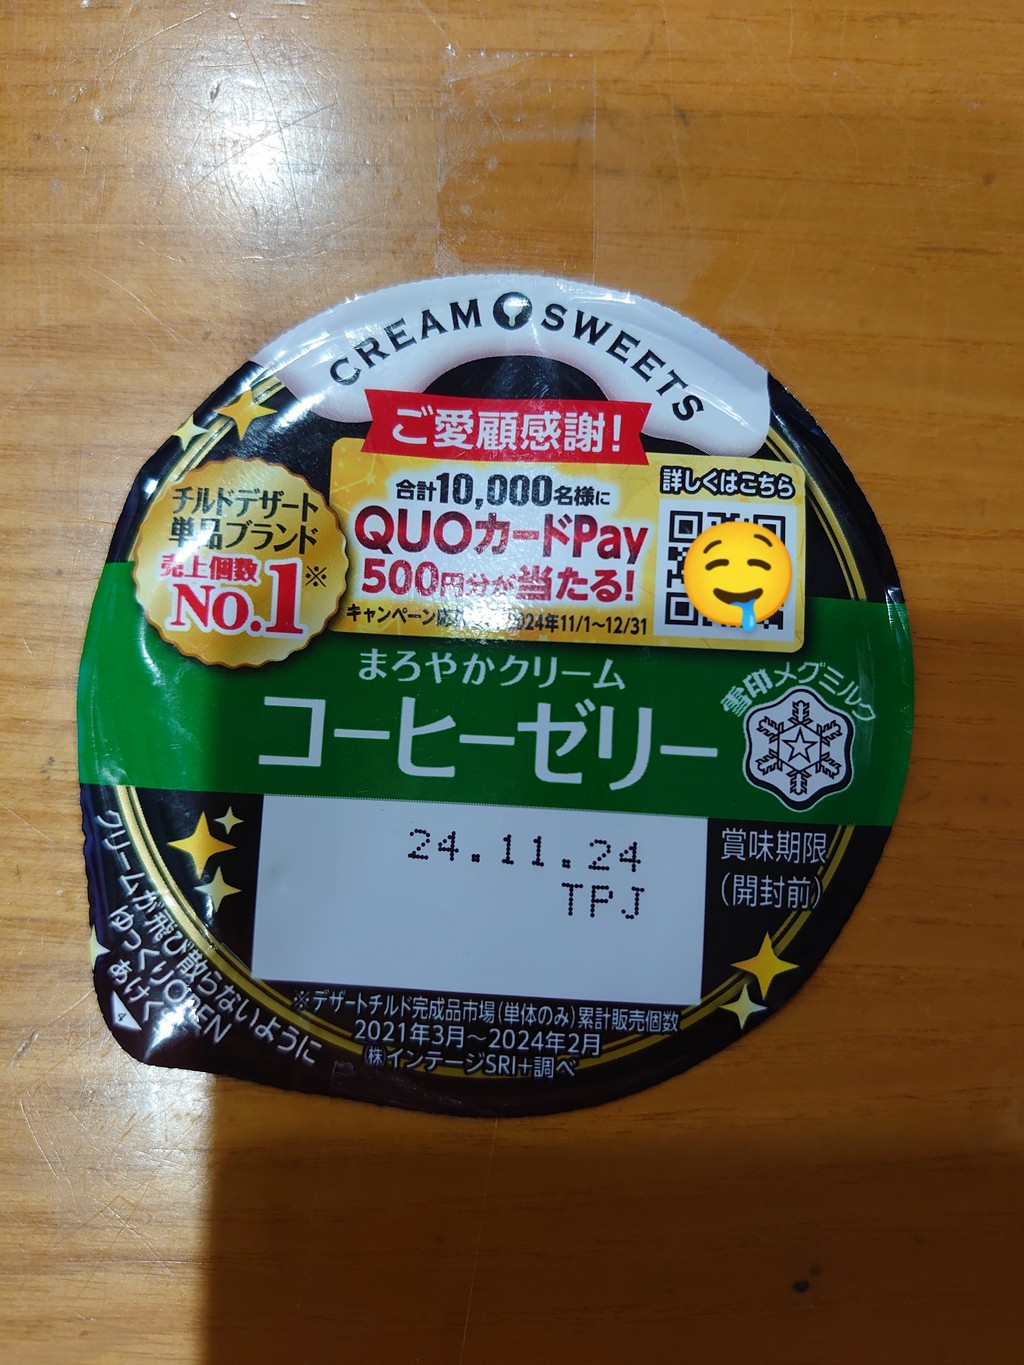 CREAM SWEETS
ご愛顧感謝!
チルドデザート
単品ブランド
売上個数
No.1※
合計10,000名様に
QUOカードPay
500円分が当たる!
キャンペーン 2024年11/1~12/31
詳しくはこちら
まろやかクリーム
コーヒーゼリー
雪印メグミルク
24.11.24
TPJ
賞味期限
(開封前)
クリームが飛び散らないように
ゆっくりOPEN
あけく
※デザートチルド完成品市場(単体のみ)累計販売個数
2021年3月~2024年2月
㈱インテージSRI+調べ